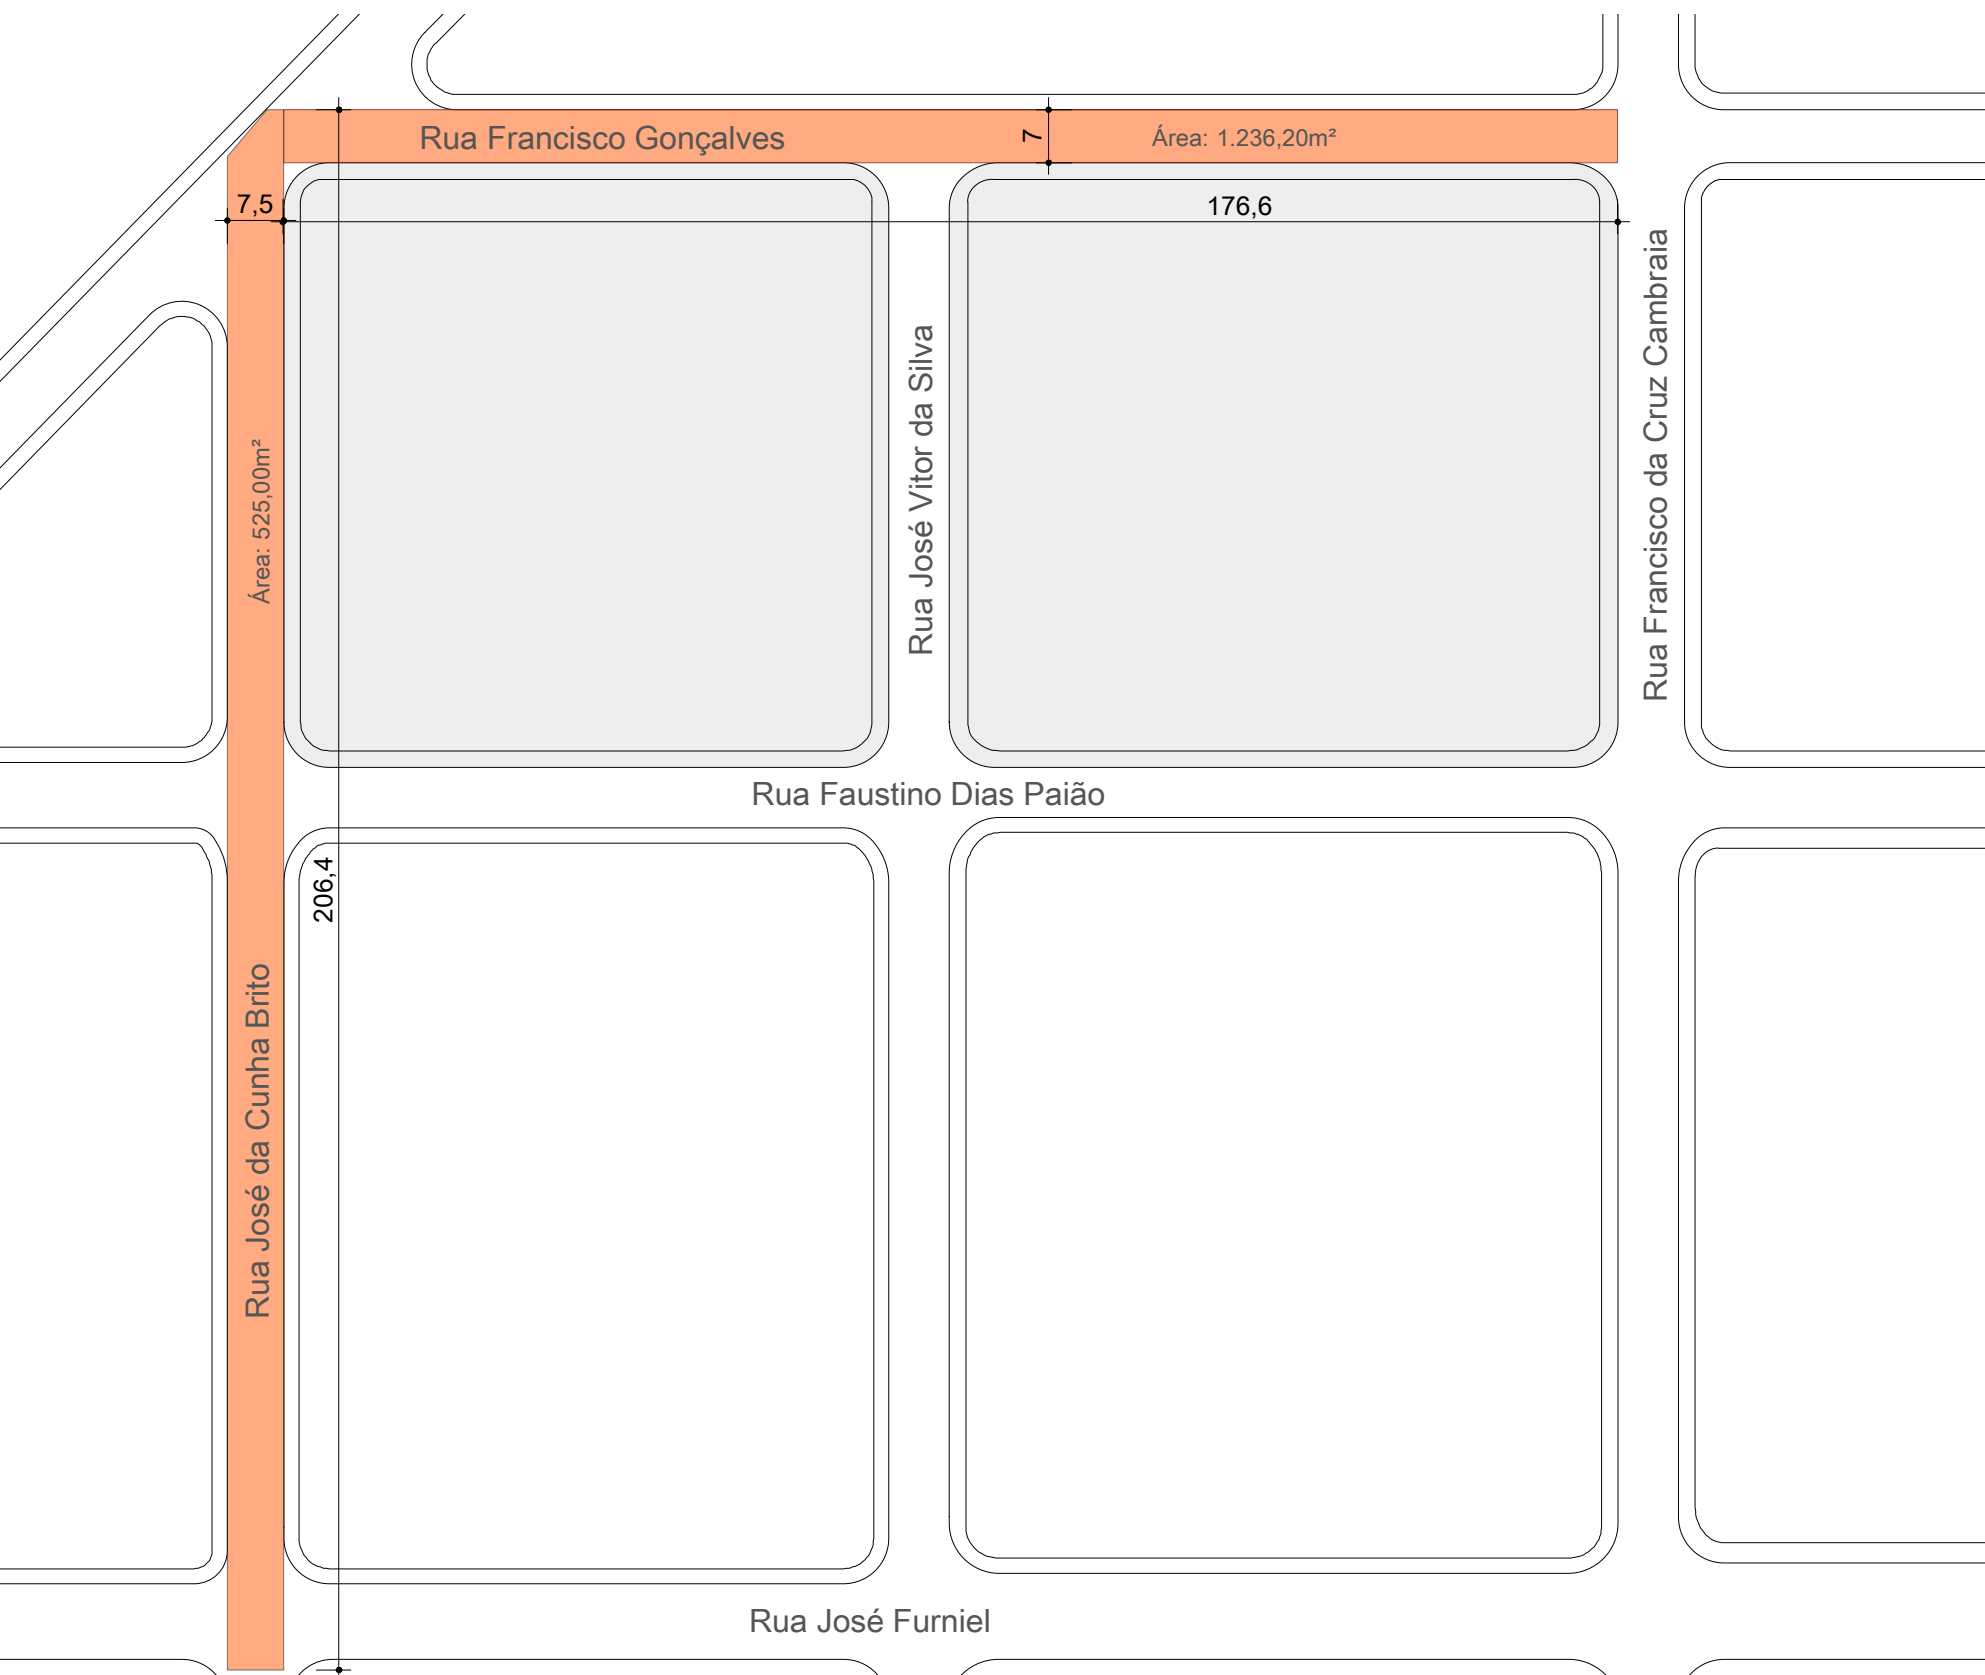 Rua Francisco Gonçalves
7
Área: 1.236,20m²
7,5
176,6
Rua José Vitor da Silva
Rua Francisco da Cruz Cambraia
Área: 525,00m²
Rua Faustino Dias Paião
206,4
Rua José da Cunha Brito
Rua José Furniel